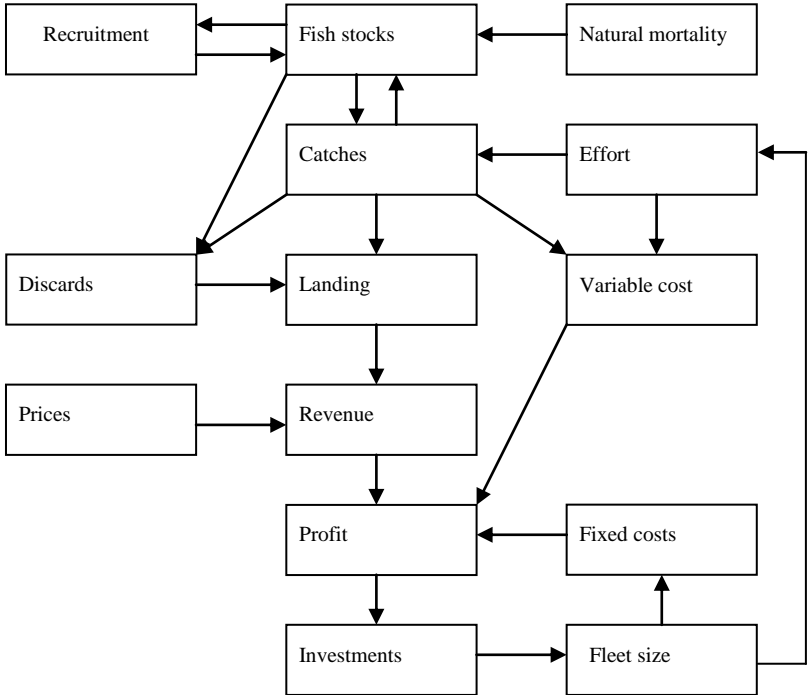 Recruitment
Fish stocks
Natural mortality
Catches
Effort
Discards
Landing
Variable cost
Prices
Revenue
Profit
Fixed costs
Investments
Fleet size